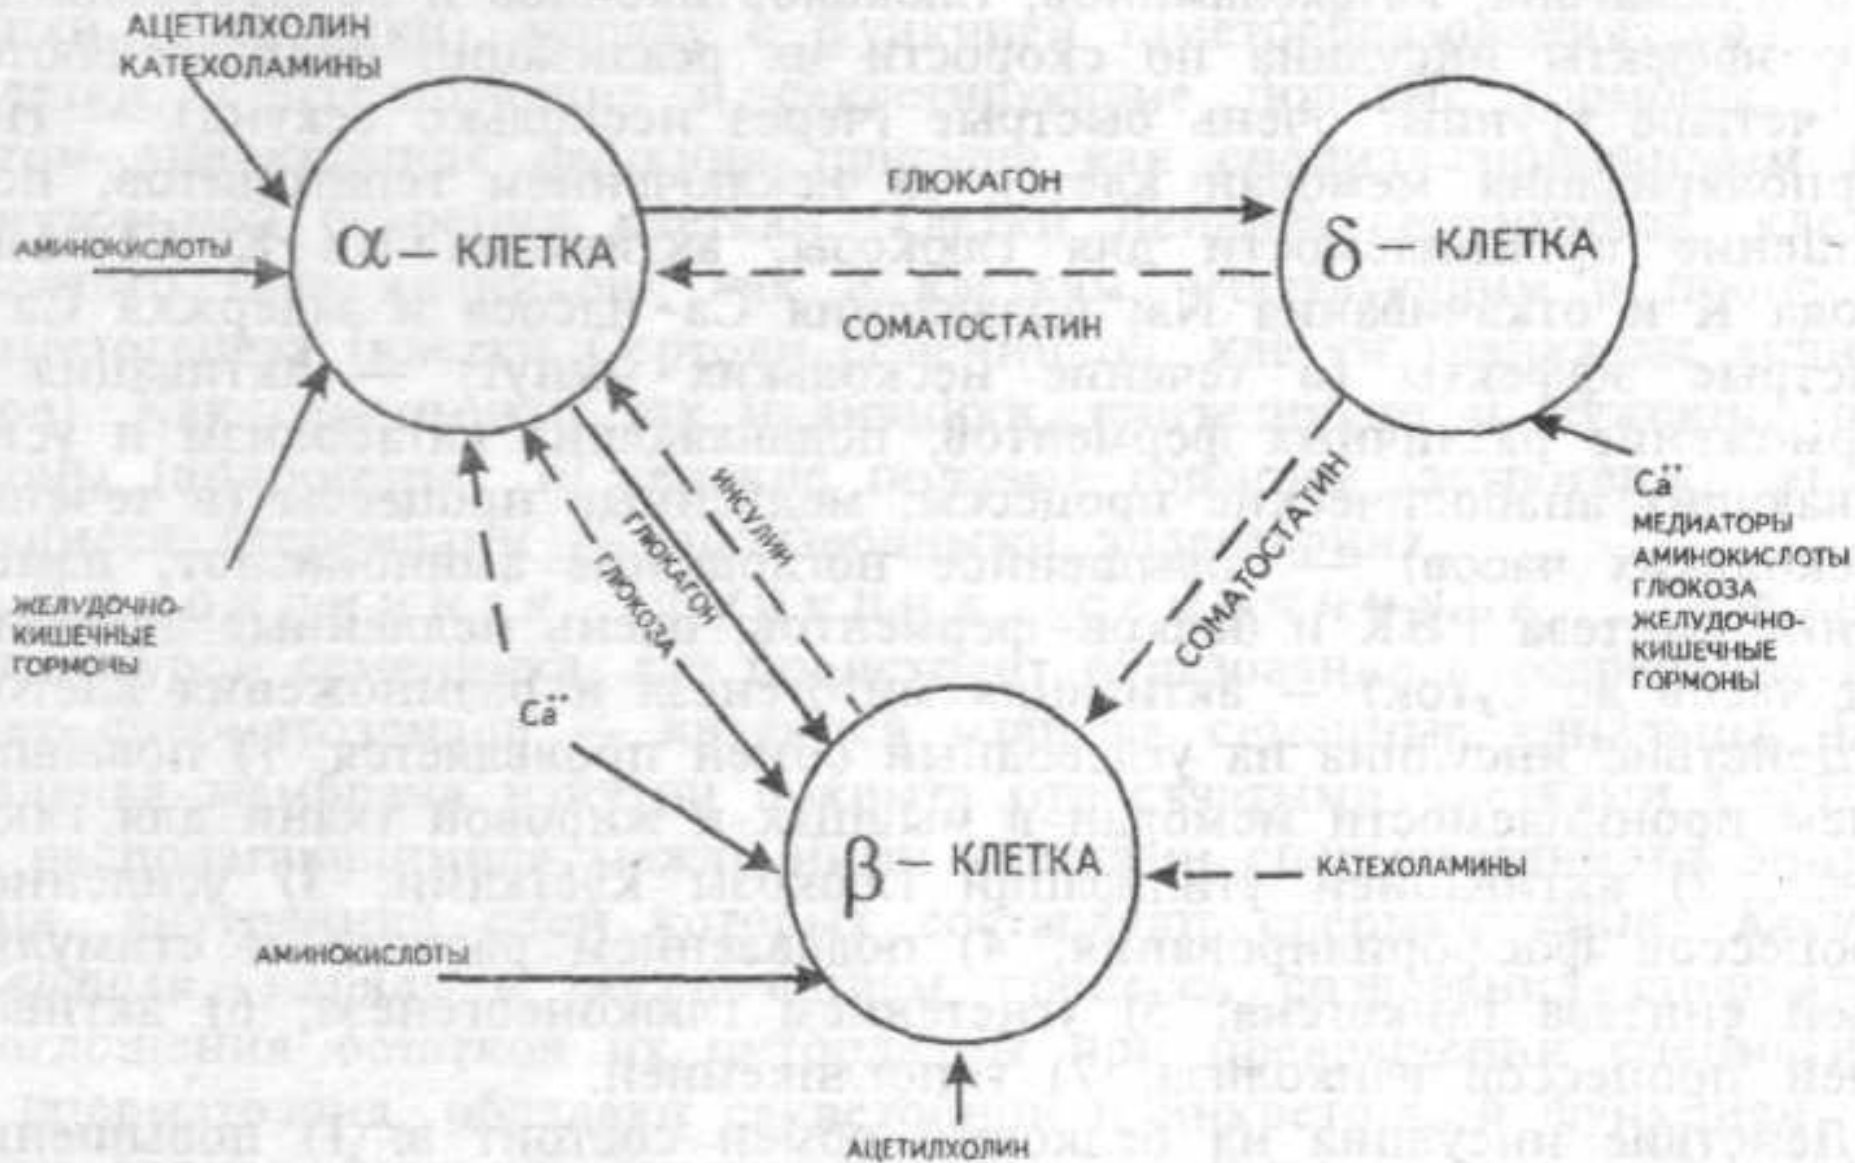 АЦЕТИЛХОЛИН
КАТЕХОЛАМИНЫ
АМИНОКИСЛОТЫ
α – КЛЕТКА
ГЛЮКАГОН
δ – КЛЕТКА
СОМАТОСТАТИН
ЖЕЛУДОЧНО-
КИШЕЧНЫЕ
ГОРМОНЫ
Ca⁺⁺
ГЛЮКОЗА
ГЛЮКАГОН
ИНСУЛИН
СОМАТОСТАТИН
Ca⁺⁺
МЕДИАТОРЫ
АМИНОКИСЛОТЫ
ГЛЮКОЗА
ЖЕЛУДОЧНО-
КИШЕЧНЫЕ
ГОРМОНЫ
β – КЛЕТКА
КАТЕХОЛАМИНЫ
АМИНОКИСЛОТЫ
АЦЕТИЛХОЛИН